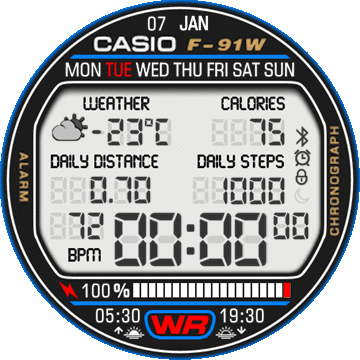 07 JAN
CASIO F-91W
MON TUE WED THU FRI SAT SUN
WEATHER CALORIES
-23°C 75
DAILY DISTANCE DAILY STEPS
0.70 1000
72 00:00 00
BPM
ALARM
CHRONOGRAPH
100%
05:30 WR 19:30